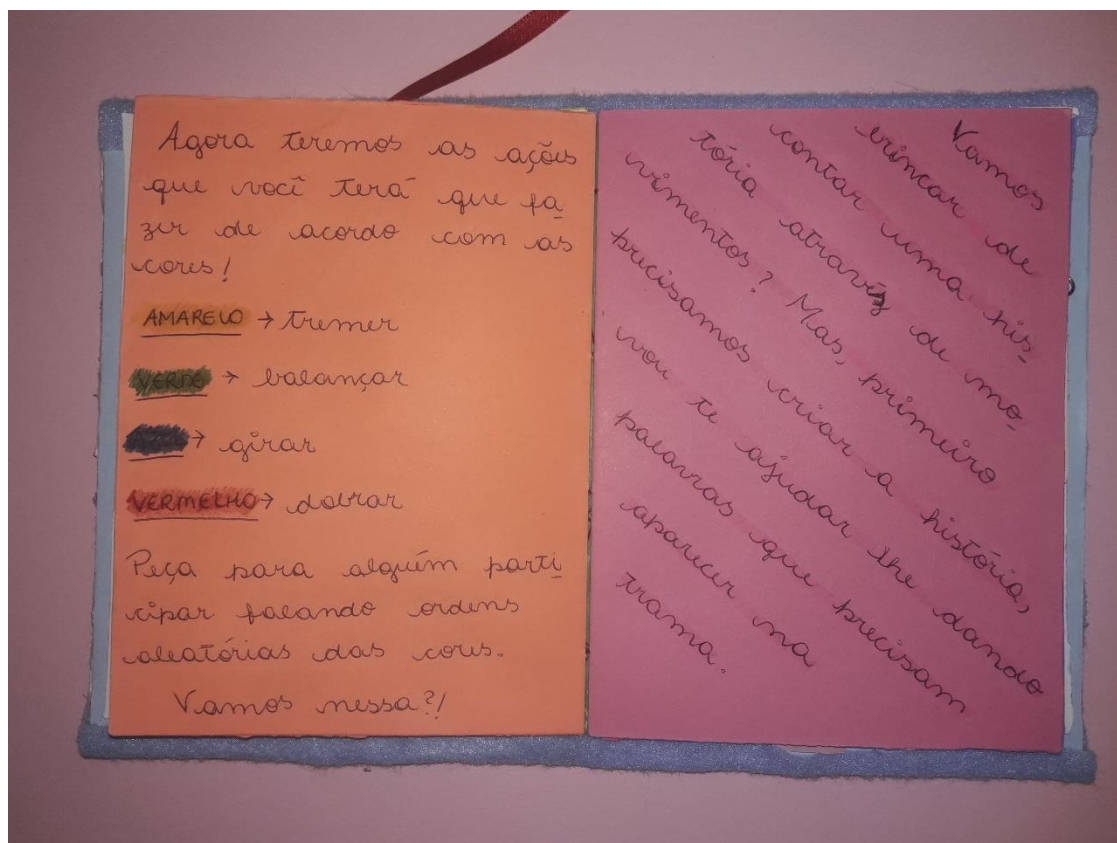 Agora teremos as ações
que você terá que fa
zer de acordo com as
cores!
AMARELO → tremer
VERDE → balançar
→ girar
VERMELHO → dobrar
Peça para alguém parti
cipar falando ordens
aleatórias das cores.
Vamos nessa?!
Vamos
brincar de
contar uma his
tória através de mo
vimentos? Mas, primeiro
precisamos criar a história,
vou te ajudar lhe dando
palavras que precisam
aparecer na
trama.